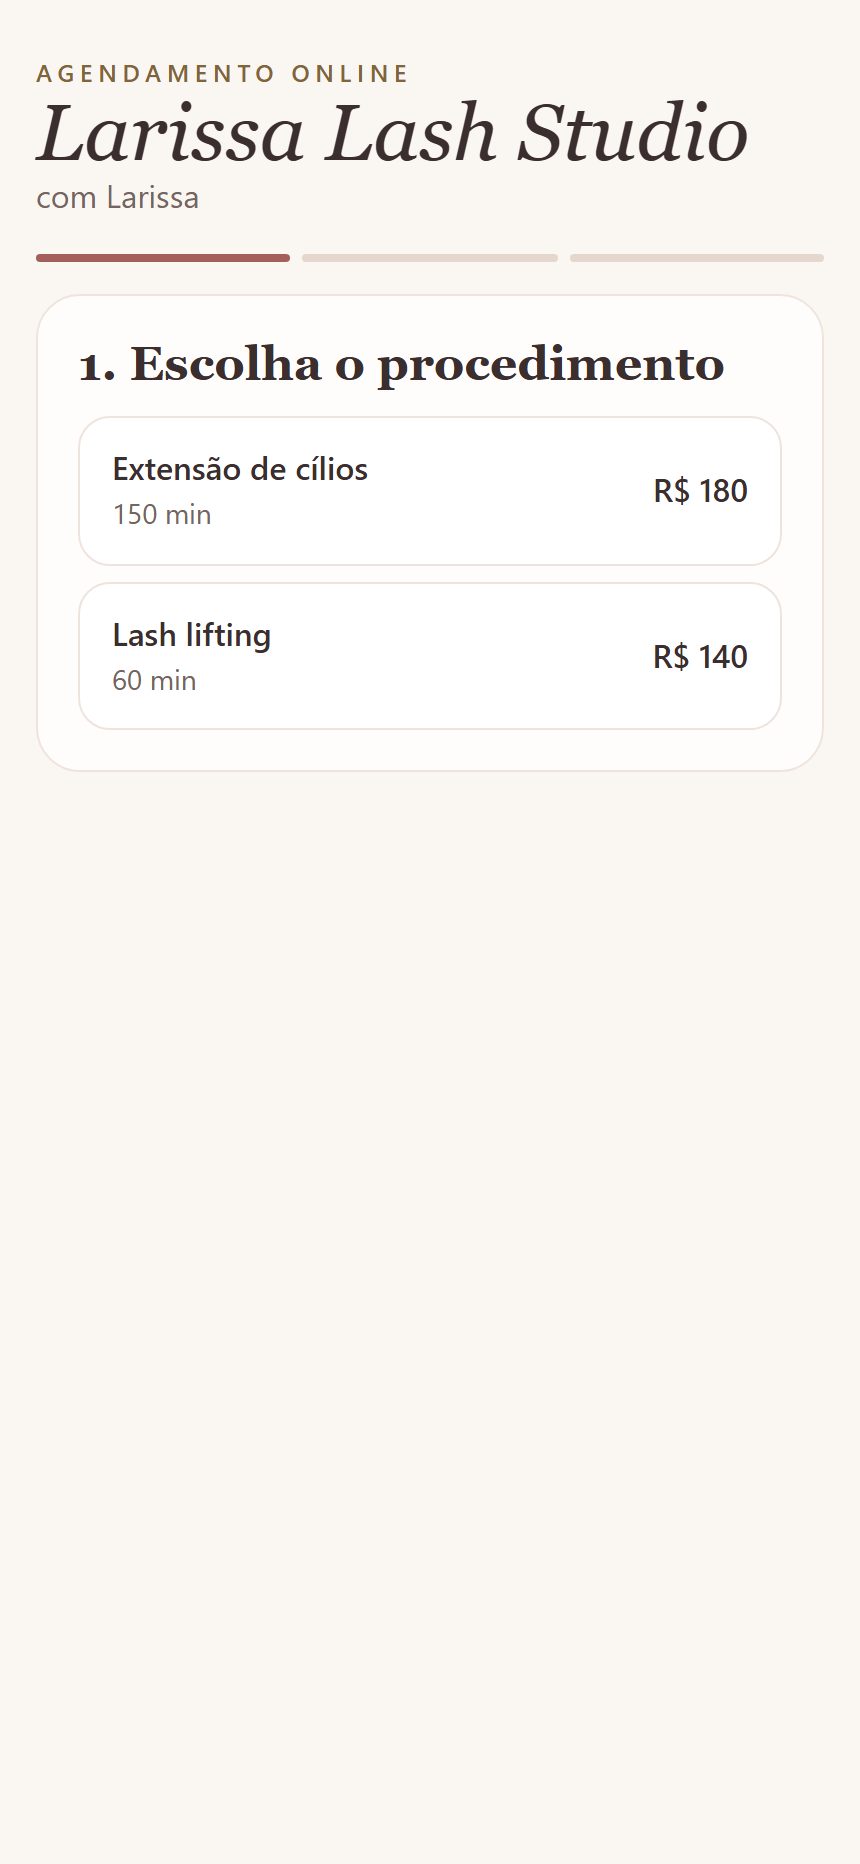 AGENDAMENTO ONLINE
Larissa Lash Studio
com Larissa
1. Escolha o procedimento
Extensão de cílios
150 min
R$ 180
Lash lifting
60 min
R$ 140